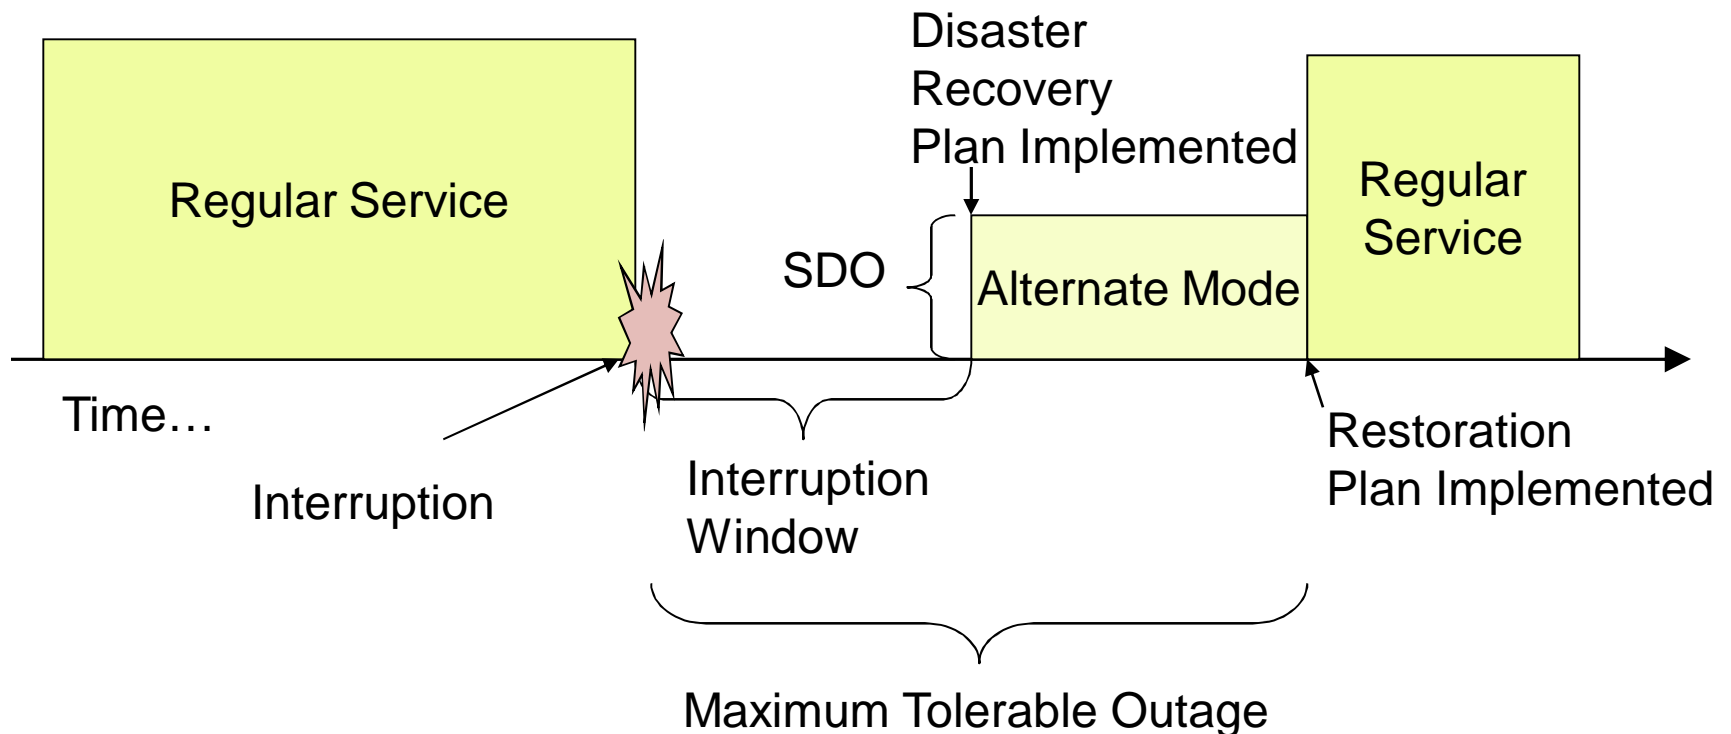 Disaster
Recovery
Plan Implemented
Regular Service
Regular
Service
SDO
Alternate Mode
Time…
Interruption
Interruption
Window
Restoration
Plan Implemented
Maximum Tolerable Outage